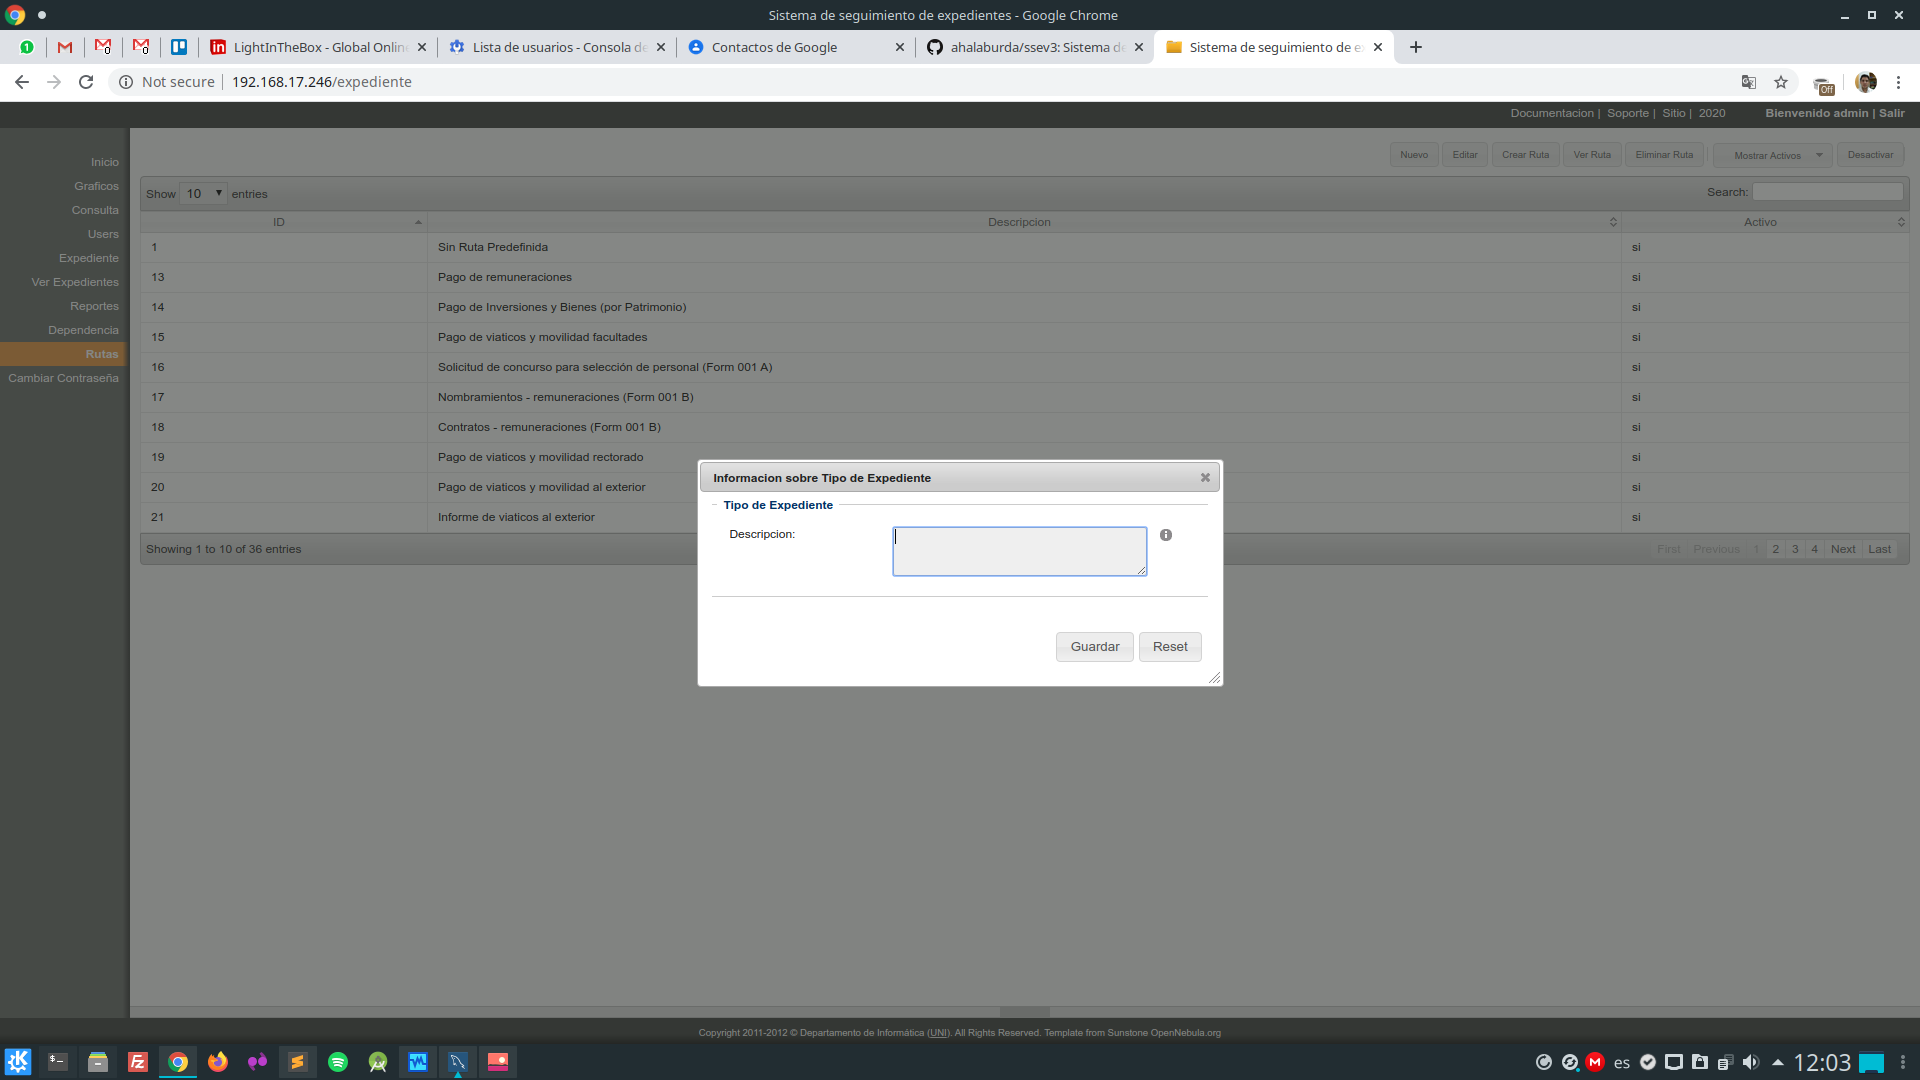 Sistema de seguimiento de expedientes - Google Chrome
LightInTheBox - Global Online
Lista de usuarios - Consola de
Contactos de Google
ahalaburda/ssev3: Sistema de
Sistema de seguimiento de ex
Not secure
192.168.17.246/expediente
Off
Documentacion | Soporte | Sitio | 2020 Bienvenido admin | Salir
Inicio
Graficos
Consulta
Users
Expediente
Ver Expedientes
Reportes
Dependencia
Rutas
Cambiar Contraseña
Nuevo Editar Crear Ruta Ver Ruta Eliminar Ruta Mostrar Activos Desactivar
Show 10 entries Search:
ID Descripcion Activo
1 Sin Ruta Predefinida si
13 Pago de remuneraciones si
14 Pago de Inversiones y Bienes (por Patrimonio) si
15 Pago de viaticos y movilidad facultades si
16 Solicitud de concurso para selección de personal (Form 001 A) si
17 Nombramientos - remuneraciones (Form 001 B) si
18 Contratos - remuneraciones (Form 001 B) si
19 Pago de viaticos y movilidad rectorado si
20 Pago de viaticos y movilidad al exterior si
21 Informe de viaticos al exterior si
Showing 1 to 10 of 36 entries First Previous 1 2 3 4 Next Last
Informacion sobre Tipo de Expediente
Tipo de Expediente
Descripcion:
Guardar Reset
Copyright 2011-2012 © Departamento de Informática (UNI). All Rights Reserved. Template from Sunstone OpenNebula.org
es 12:03